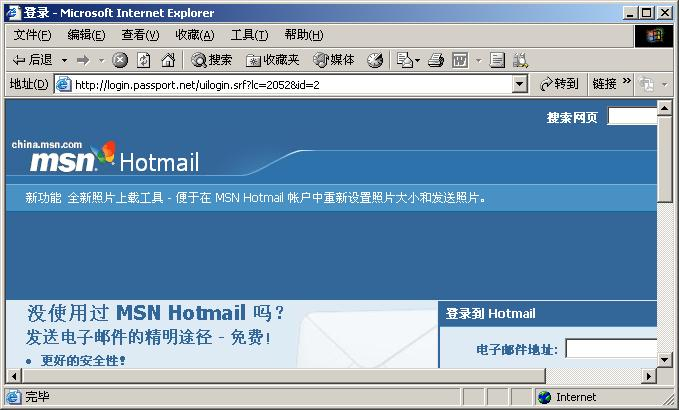 登录 - Microsoft Internet Explorer
文件(F) 编辑(E) 查看(V) 收藏(A) 工具(T) 帮助(H)
后退 搜索 收藏夹 媒体
地址(D) http://login.passport.net/uilogin.srf?lc=2052&id=2 转到 链接 »
搜索网页
china.msn.com
msn Hotmail
新功能 全新照片上载工具 - 便于在 MSN Hotmail 帐户中重新设置照片大小和发送照片。
没使用过 MSN Hotmail 吗?
发送电子邮件的精明途径 - 免费!
• 更好的安全性!
登录到 Hotmail
电子邮件地址:
完毕 Internet